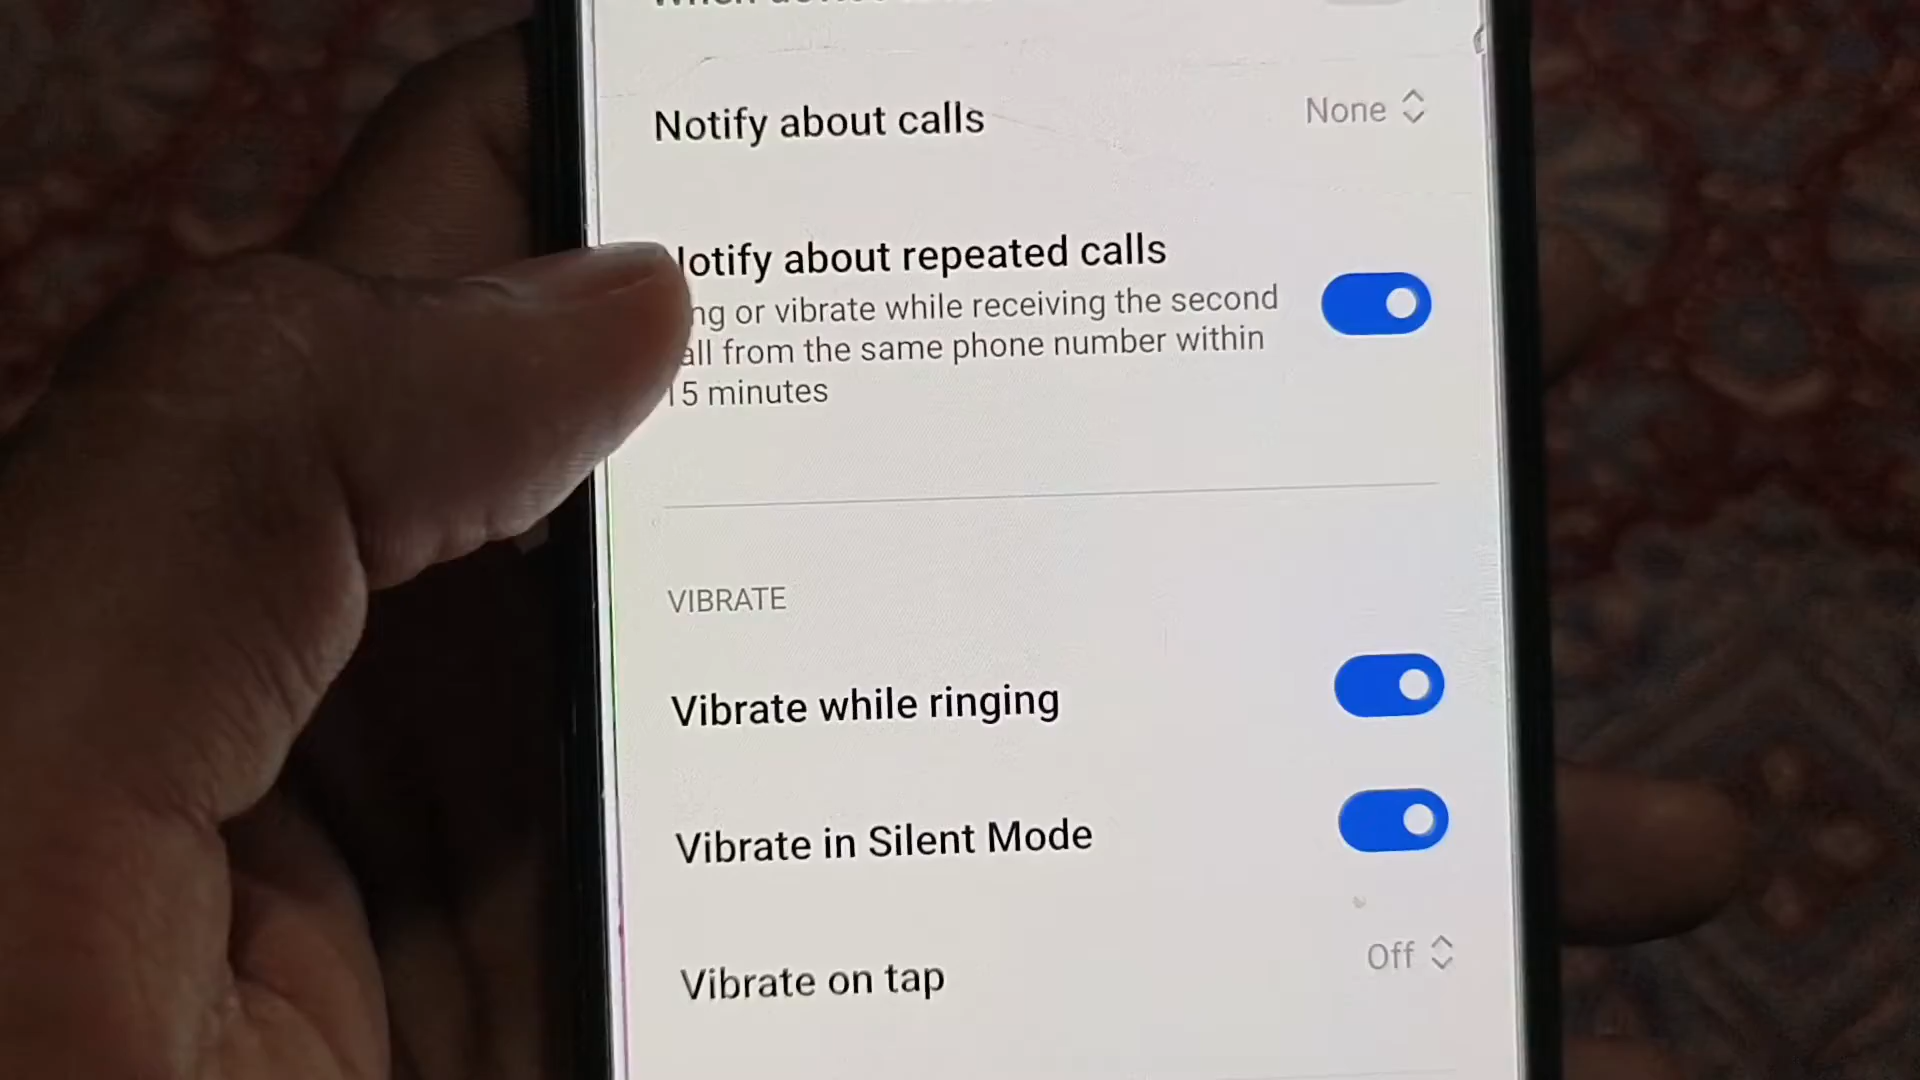 Notify about calls
None
otify about repeated calls
ng or vibrate while receiving the second
all from the same phone number within
15 minutes
VIBRATE
Vibrate while ringing
Vibrate in Silent Mode
Vibrate on tap
Off